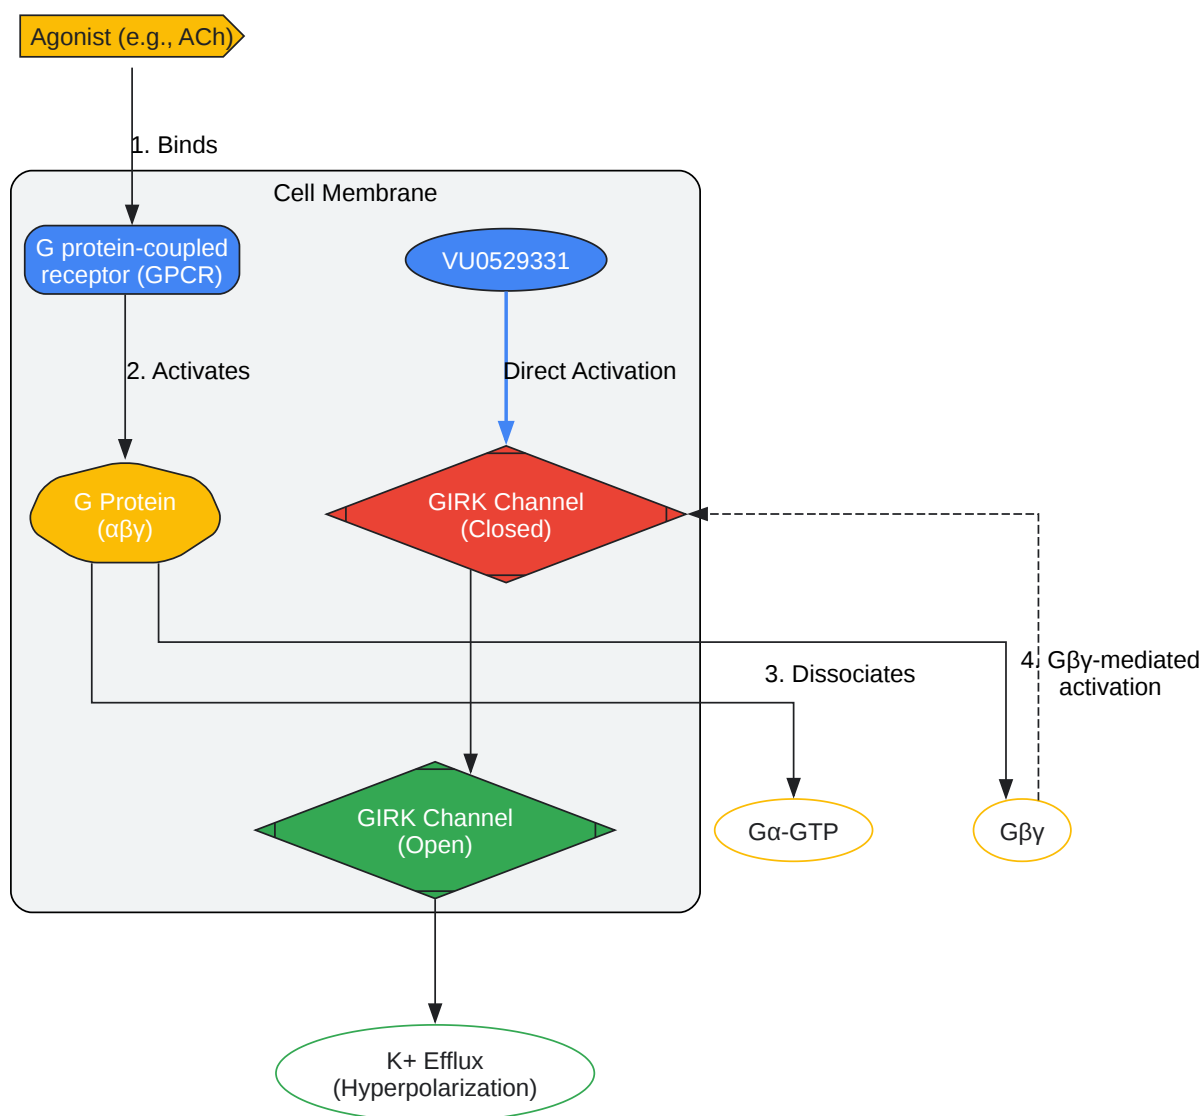 Agonist (e.g., ACh)
1. Binds
Cell Membrane
G protein-coupled
receptor (GPCR)
VU0529331
2. Activates
Direct Activation
G Protein
(αβγ)
GIRK Channel
(Closed)
3. Dissociates
4. Gβγ-mediated
activation
GIRK Channel
(Open)
Gα-GTP
Gβγ
K+ Efflux
(Hyperpolarization)